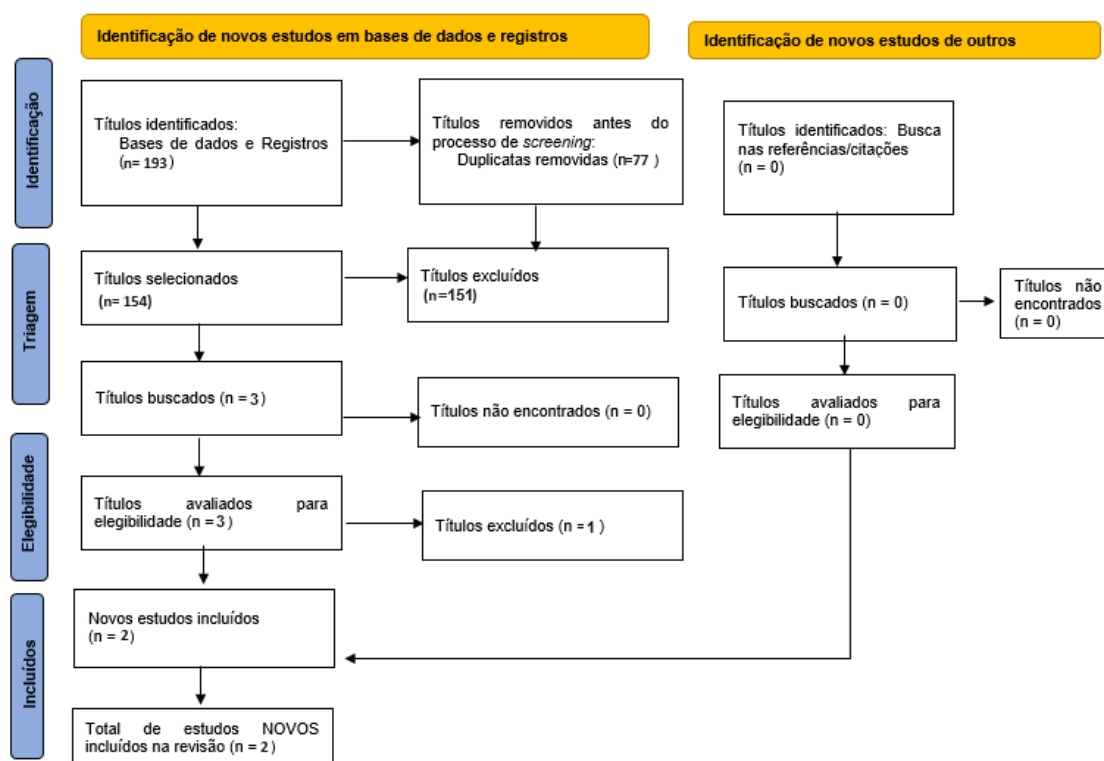 Identificação de novos estudos em bases de dados e registros
Identificação de novos estudos de outros
Identificação
Títulos identificados:
Bases de dados e Registros
(n= 193)
Títulos removidos antes do
processo de screening:
Duplicatas removidas (n=77 )
Títulos identificados: Busca
nas referências/citações
(n = 0)
Triagem
Títulos selecionados
(n= 154)
Títulos excluídos
(n=151)
Títulos buscados (n = 0)
Títulos não
encontrados
(n = 0)
Títulos buscados (n = 3)
Títulos não encontrados (n = 0)
Títulos avaliados para
elegibilidade (n = 0)
Elegibilidade
Títulos avaliados para
elegibilidade (n = 3)
Títulos excluídos (n = 1 )
Incluídos
Novos estudos incluídos
(n = 2)
Total de estudos NOVOS
incluídos na revisão (n = 2)